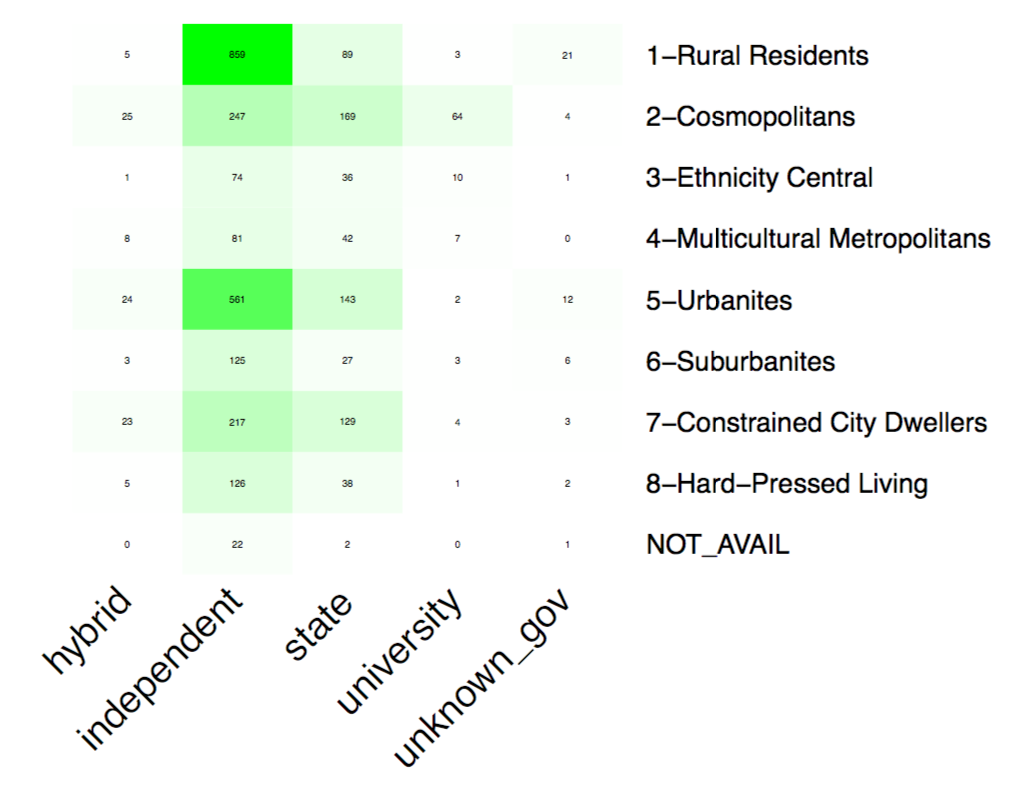 5 859 89 3 21 1–Rural Residents
25 247 169 64 4 2–Cosmopolitans
1 74 36 10 1 3–Ethnicity Central
8 81 42 7 0 4–Multicultural Metropolitans
24 561 143 2 12 5–Urbanites
3 125 27 3 6 6–Suburbanites
23 217 129 4 3 7–Constrained City Dwellers
5 126 38 1 2 8–Hard–Pressed Living
0 22 2 0 1 NOT_AVAIL
hybrid
independent
state
university
unknown_gov